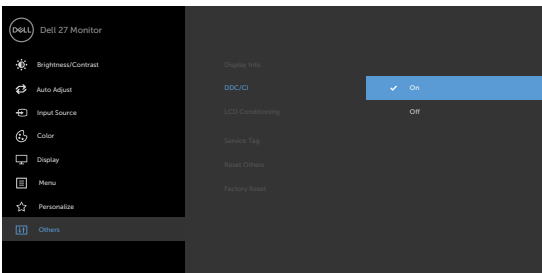 DELL Dell 27 Monitor
Brightness/Contrast
Display Info
Auto Adjust
DDC/CI
On
Input Source
LCD Conditioning
Off
Color
Service Tag
Display
Reset Others
Menu
Factory Reset
Personalize
Others